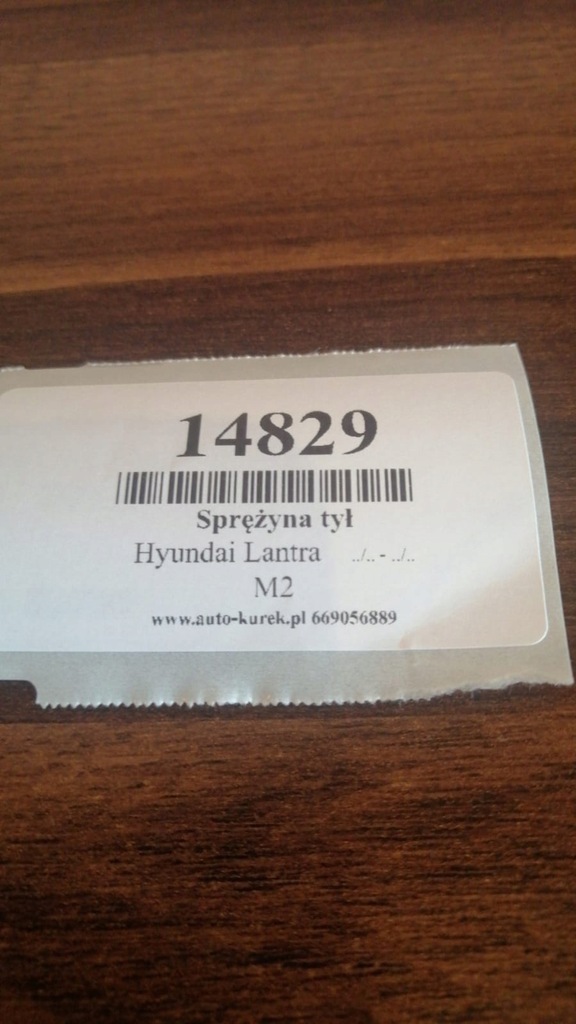 14829
Sprężyna tył
Hyundai Lantra ../.. - ../..
M2
www.auto-kurek.pl 669056889